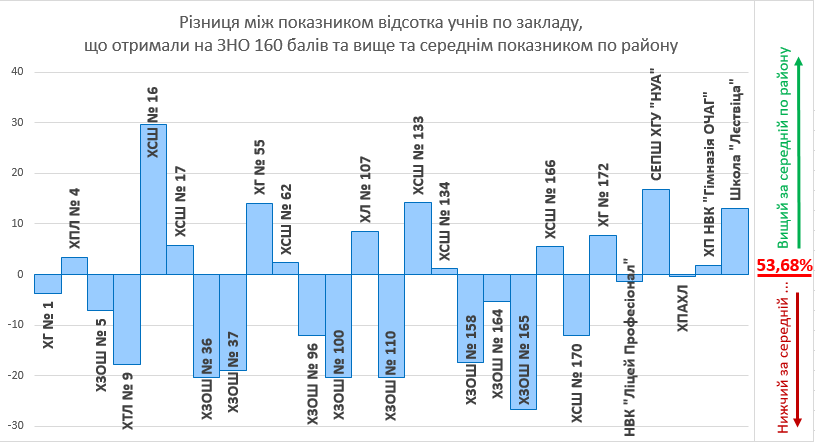 Різниця між показником відсотка учнів по закладу,
що отримали на ЗНО 160 балів та вище та середнім показником по району
40
30
20
10
0
-10
-20
-30
ХГ № 1
ХПЛ № 4
ХЗОШ № 5
ХТЛ № 9
ХСШ № 16
ХСШ № 17
ХЗОШ № 36
ХЗОШ № 37
ХГ № 55
ХСШ № 62
ХЗОШ № 96
ХЗОШ № 100
ХЛ № 107
ХЗОШ № 110
ХСШ № 133
ХСШ № 134
ХЗОШ № 158
ХЗОШ № 164
ХЗОШ № 165
ХСШ № 166
ХСШ № 170
ХГ № 172
НВК "Ліцей Професіонал"
СЕПШ ХГУ "НУА"
ХПАХЛ
ХП НВК "Гімназія ОЧАГ"
Школа "Лєствіца"
Вищий за середній по району
53,68%
Нижчий за середній ...